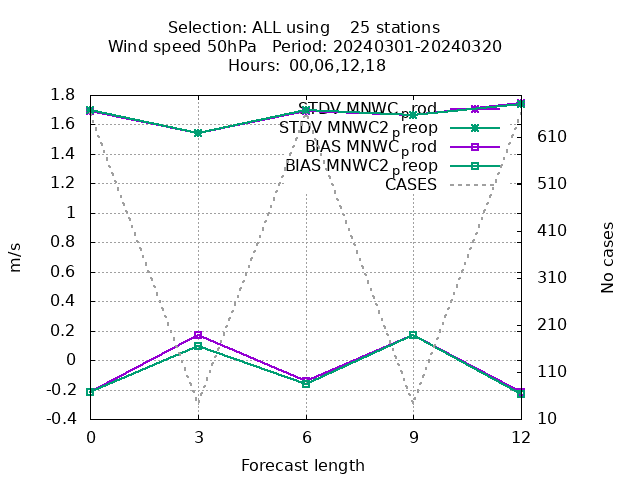 Selection: ALL using    25 stations
Wind speed 50hPa   Period: 20240301-20240320
Hours: 00,06,12,18
STDV MNWC_prod
STDV MNWC2_preop
BIAS MNWC_prod
BIAS MNWC2_preop
CASES
1.8
1.6
1.4
1.2
1
0.8
0.6
0.4
0.2
0
-0.2
-0.4
610
510
410
310
210
110
10
m/s
No cases
0 3 6 9 12
Forecast length